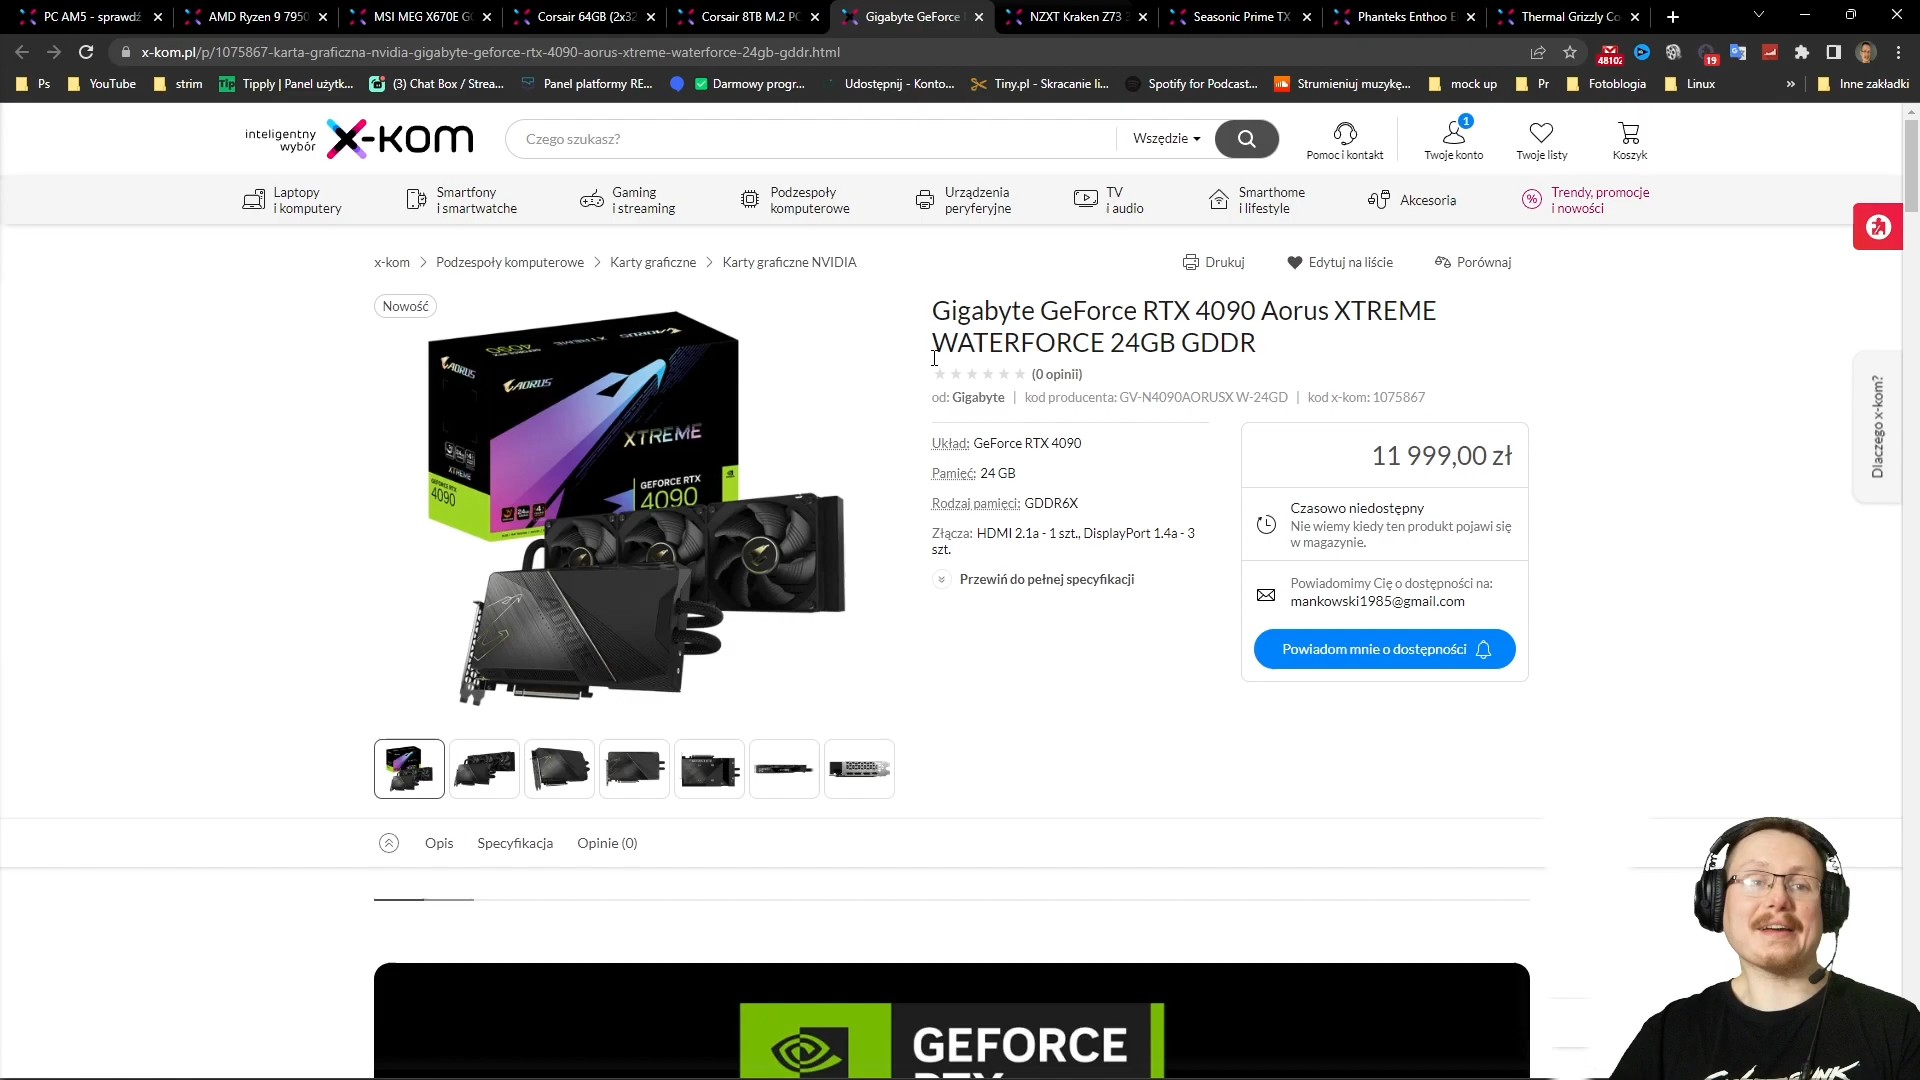 PC AM5 - sprawdź
AMD Ryzen 9 7950
MSI MEG X670E G
Corsair 64GB (2x32
Corsair 8TB M.2 PC
Gigabyte GeForce
NZXT Kraken Z73 3
Seasonic Prime TX
Phanteks Enthoo E
Thermal Grizzly Co
x-kom.pl/p/1075867-karta-graficzna-nvidia-gigabyte-geforce-rtx-4090-aorus-xtreme-waterforce-24gb-gddr.html
48102
19
Ps
YouTube
strim
Tipply | Panel użytk...
(3) Chat Box / Strea...
Panel platformy RE...
Darmowy progr...
Udostępnij - Konto...
Tiny.pl - Skracanie li...
Spotify for Podcast...
Strumieniuj muzykę...
mock up
Pr
Fotoblogia
Linux
»
Inne zakładki
inteligentny
wybór
x-kom
Czego szukasz?
Wszędzie
Pomoc i kontakt
1
Twoje konto
Twoje listy
Koszyk
Laptopy
i komputery
Smartfony
i smartwatche
Gaming
i streaming
Podzespoły
komputerowe
Urządzenia
peryferyjne
TV
i audio
Smarthome
i lifestyle
Akcesoria
Trendy, promocje
i nowości
x-kom > Podzespoły komputerowe > Karty graficzne > Karty graficzne NVIDIA
Drukuj
Edytuj na liście
Porównaj
Nowość
AORUS
XTREME
GEFORCE RTX
4090
Gigabyte GeForce RTX 4090 Aorus XTREME
WATERFORCE 24GB GDDR
(0 opinii)
od: Gigabyte | kod producenta: GV-N4090AORUSX W-24GD | kod x-kom: 1075867
Układ: GeForce RTX 4090
Pamięć: 24 GB
Rodzaj pamięci: GDDR6X
Złącza: HDMI 2.1a - 1 szt., DisplayPort 1.4a - 3
szt.
Przewiń do pełnej specyfikacji
11 999,00 zł
Czasowo niedostępny
Nie wiemy kiedy ten produkt pojawi się
w magazynie.
Powiadomimy Cię o dostępności na:
mankowski1985@gmail.com
Powiadom mnie o dostępności
Dlaczego x-kom?
Opis
Specyfikacja
Opinie (0)
GEFORCE
RTX